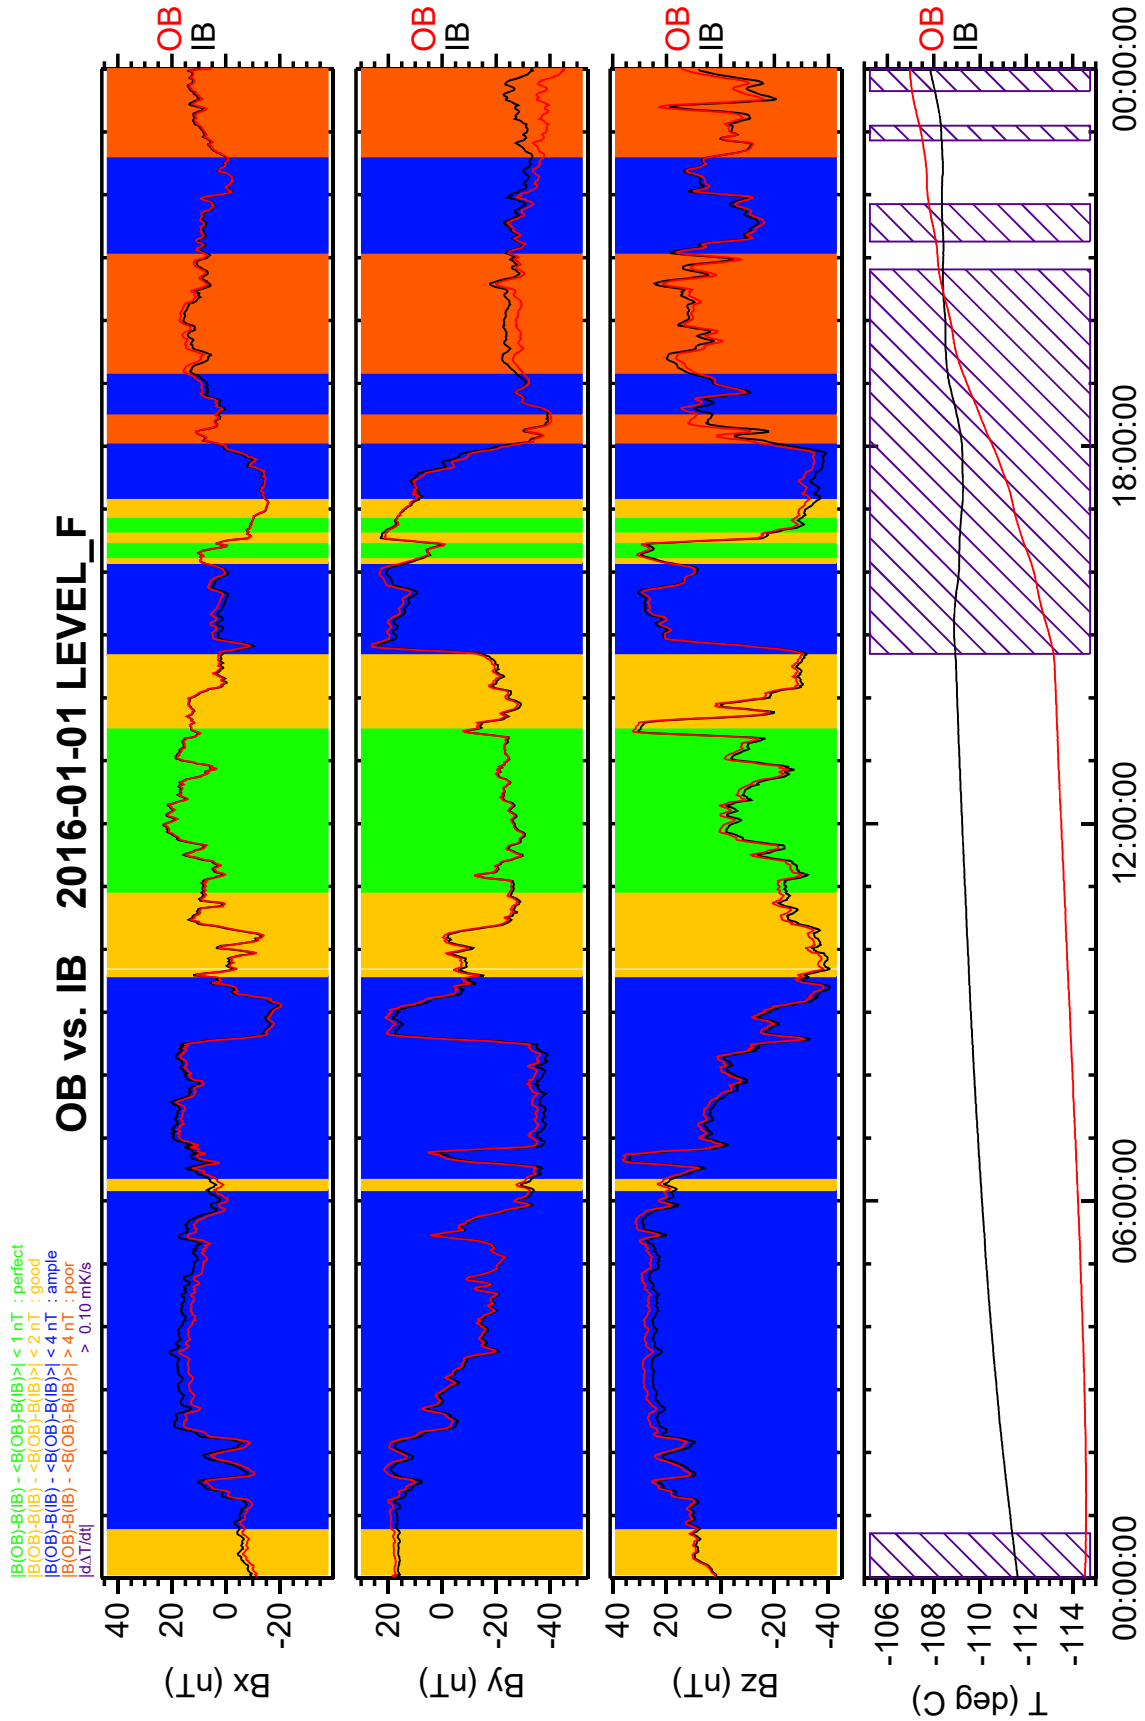 |B(OB)-B(IB) - <B(OB)-B(IB)>| < 1 nT : perfect
|B(OB)-B(IB) - <B(OB)-B(IB)>| < 2 nT : good
|B(OB)-B(IB) - <B(OB)-B(IB)>| < 4 nT : ample
|B(OB)-B(IB) - <B(OB)-B(IB)>| > 4 nT : poor
|dΔT/dt| > 0.10 mK/s
OB vs. IB 2016-01-01 LEVEL_F
Bx (nT)
40
20
0
-20
OB
IB
By (nT)
20
0
-20
-40
OB
IB
Bz (nT)
20
0
-20
-40
OB
IB
T (deg C)
-106
-108
-110
-112
-114
OB
IB
00:00:00
06:00:00
12:00:00
18:00:00
00:00:00